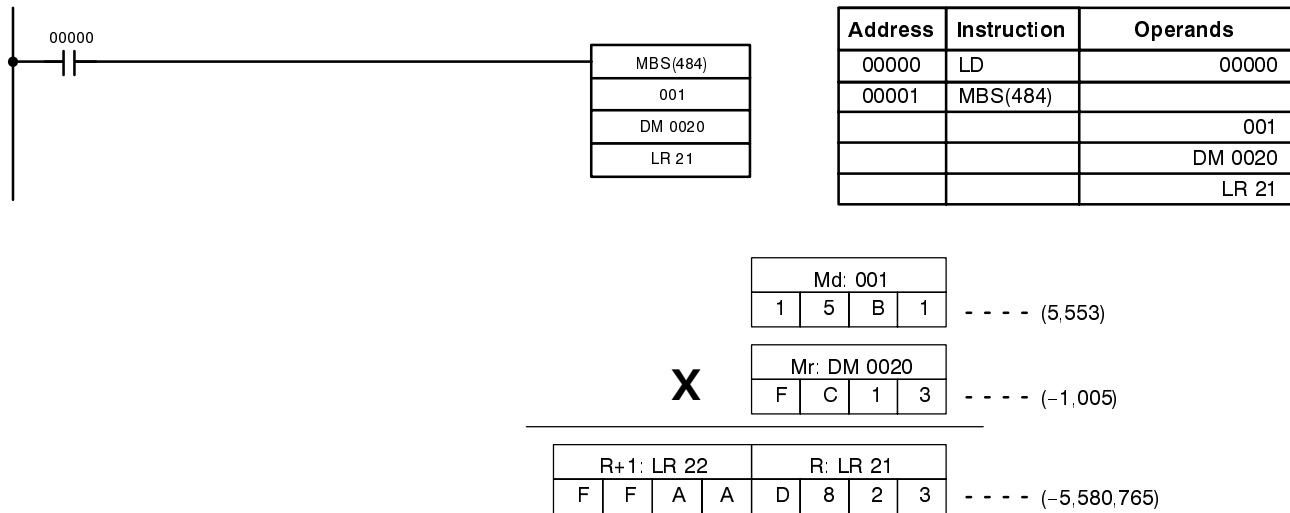 00000
MBS(484)
001
DM 0020
LR 21
Address Instruction Operands
00000 LD 00000
00001 MBS(484)
001
DM 0020
LR 21
Md: 001
1 5 B 1 - - - - (5,553)
X
Mr: DM 0020
F C 1 3 - - - - (−1,005)
R+1: LR 22 R: LR 21
F F A A D 8 2 3 - - - - (−5,580,765)